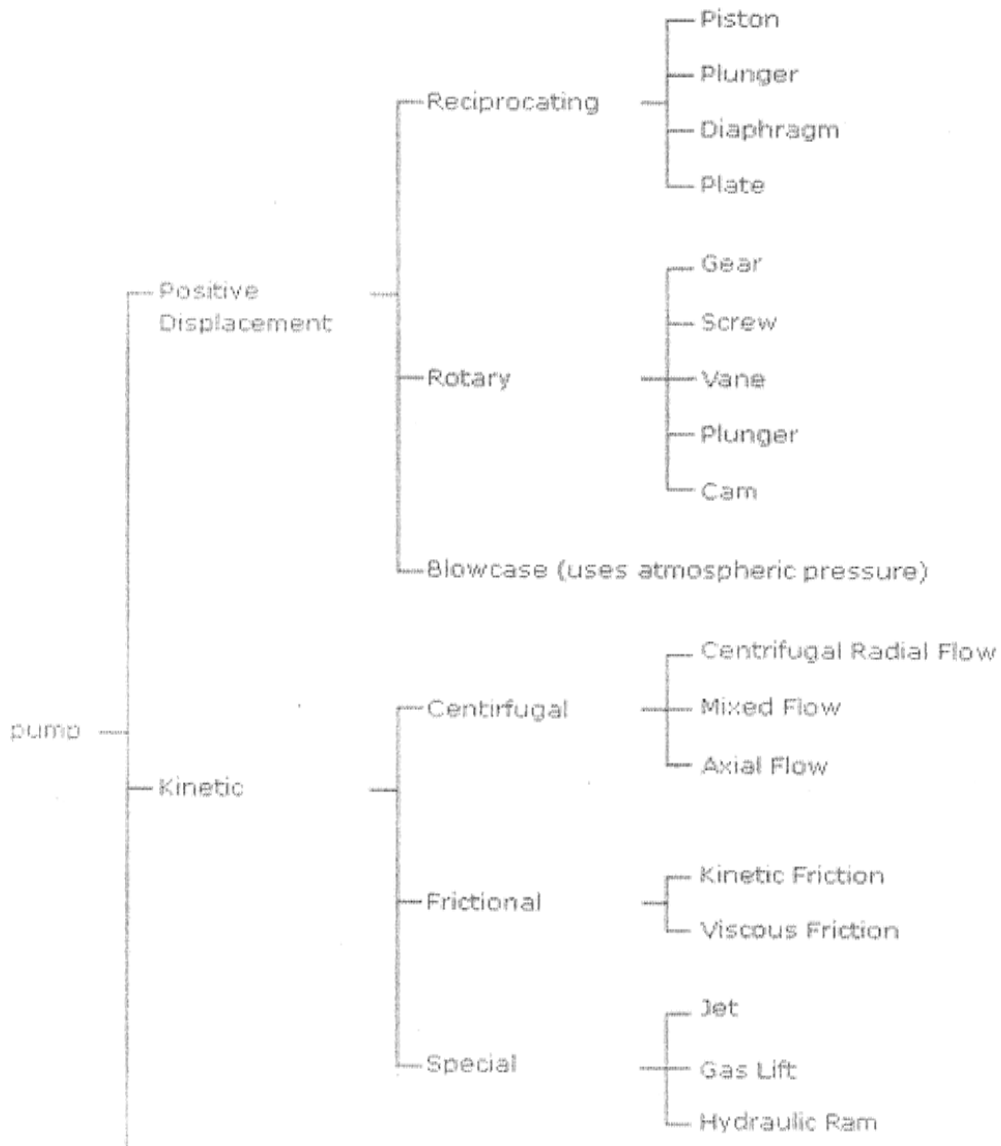 Piston
Plunger
Reciprocating
Diaphragm
Plate
Gear
Positive
Displacement
Screw
Rotary
Vane
Plunger
Cam
Blowcase (uses atmospheric pressure)
Centrifugal Radial Flow
Centirfugal
Mixed Flow
pump
Axial Flow
Kinetic
Kinetic Friction
Frictional
Viscous Friction
Jet
Special
Gas Lift
Hydraulic Ram